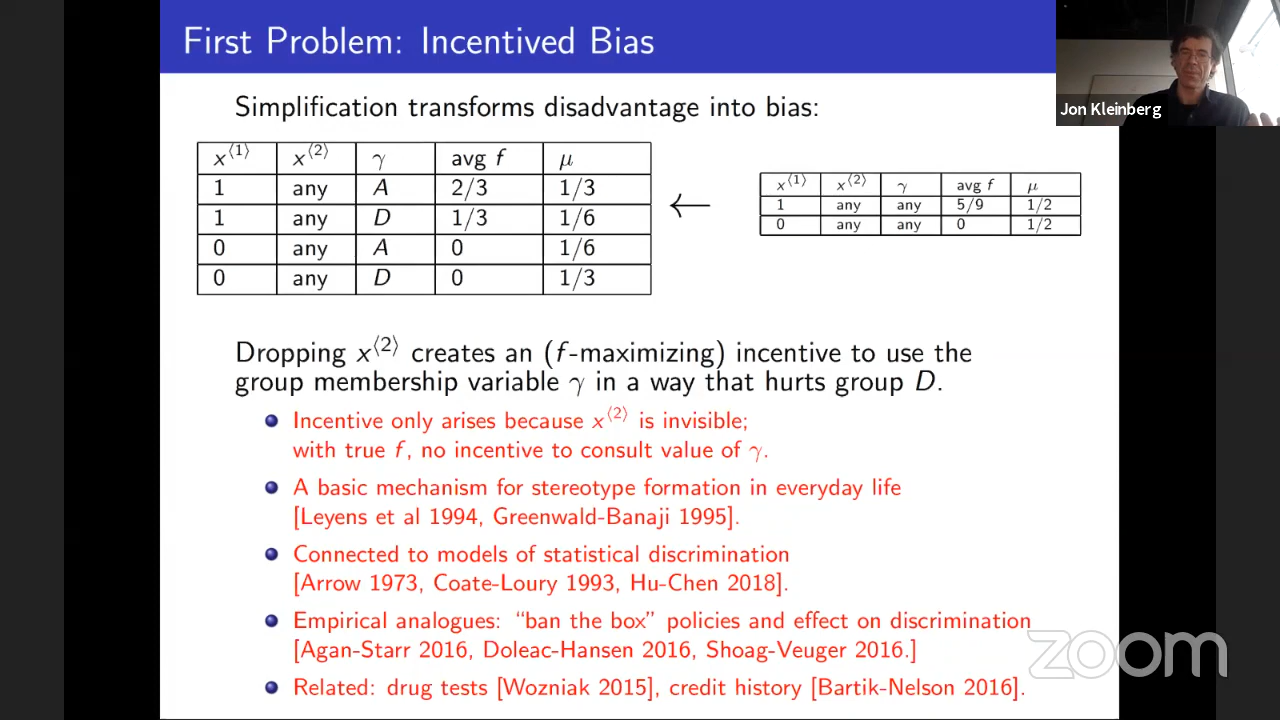 First Problem: Incentived Bias
Jon Kleinberg
Simplification transforms disadvantage into bias:
x⟨1⟩ x⟨2⟩ γ avg f μ
1 any A 2/3 1/3
1 any D 1/3 1/6
0 any A 0 1/6
0 any D 0 1/3
←
x⟨1⟩ x⟨2⟩ γ avg f μ
1 any any 5/9 1/2
0 any any 0 1/2
Dropping x⟨2⟩ creates an (f-maximizing) incentive to use the
group membership variable γ in a way that hurts group D.
Incentive only arises because x⟨2⟩ is invisible;
with true f, no incentive to consult value of γ.
A basic mechanism for stereotype formation in everyday life
[Leyens et al 1994, Greenwald-Banaji 1995].
Connected to models of statistical discrimination
[Arrow 1973, Coate-Loury 1993, Hu-Chen 2018].
Empirical analogues: “ban the box” policies and effect on discrimination
[Agan-Starr 2016, Doleac-Hansen 2016, Shoag-Veuger 2016.]
Related: drug tests [Wozniak 2015], credit history [Bartik-Nelson 2016].
zoom